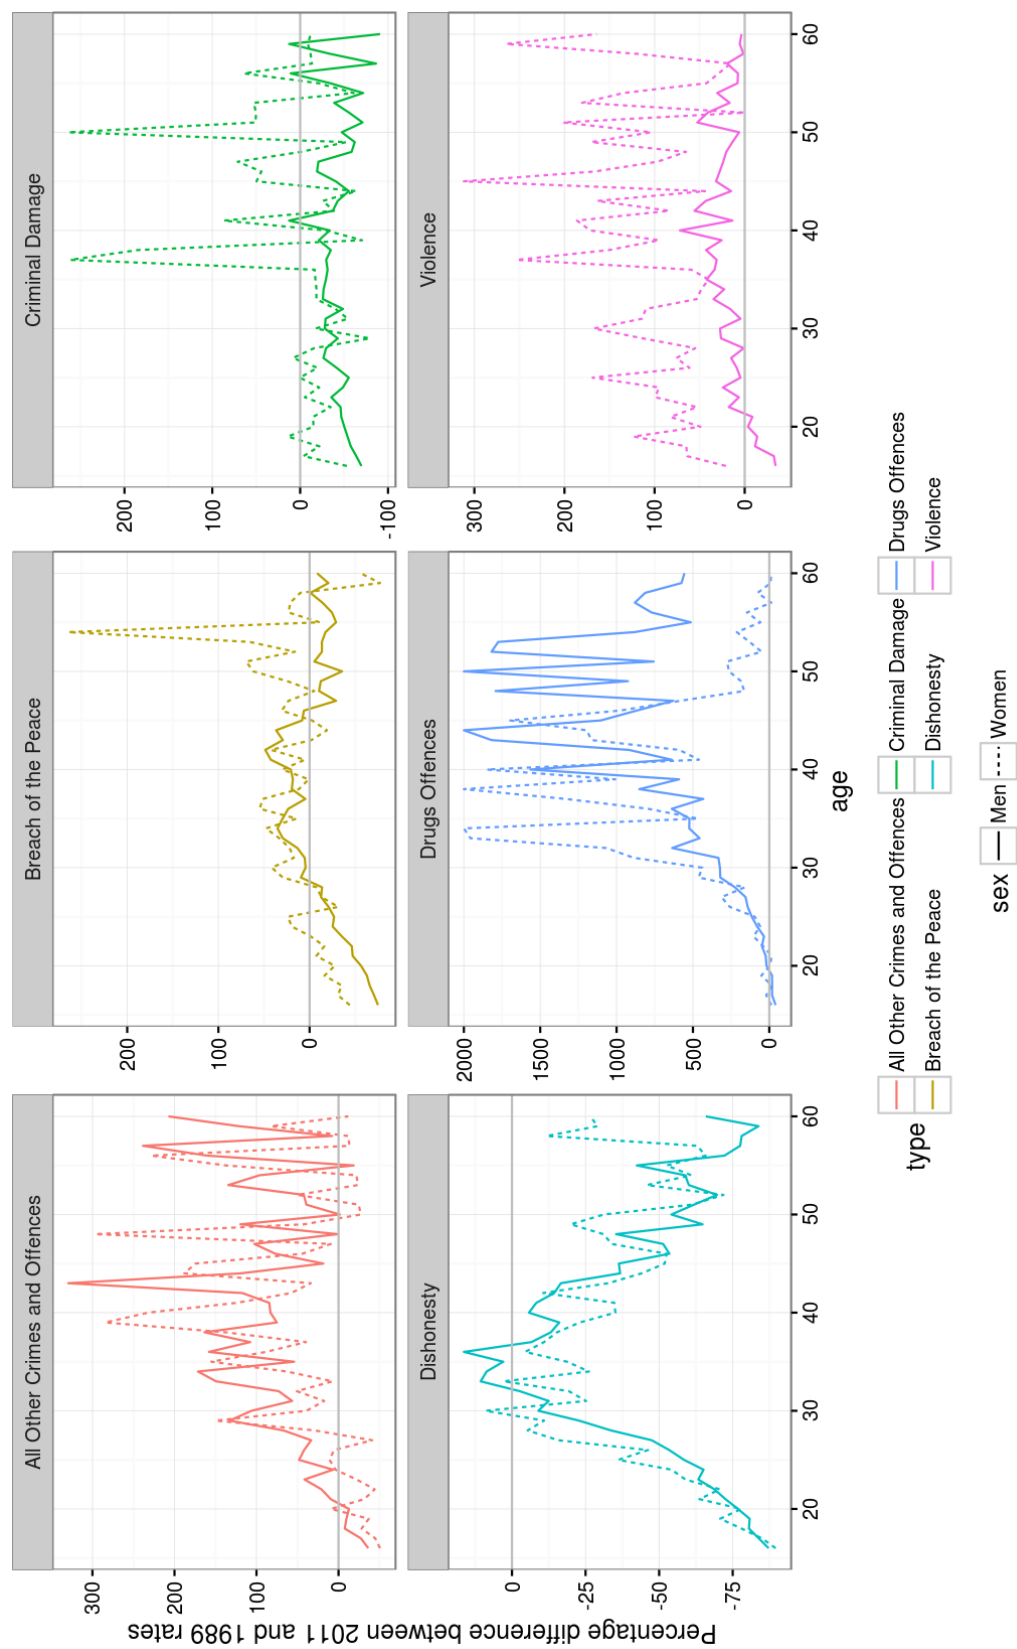 Percentage difference between 2011 and 1989 rates
All Other Crimes and Offences
300
200
100
0
Breach of the Peace
200
100
0
Criminal Damage
200
100
0
-100
Dishonesty
0
-25
-50
-75
20
30
40
50
60
Drugs Offences
2000
1500
1000
500
0
20
30
40
50
60
Violence
300
200
100
0
20
30
40
50
60
age
type
All Other Crimes and Offences
Criminal Damage
Drugs Offences
Breach of the Peace
Dishonesty
Violence
sex
Men
Women